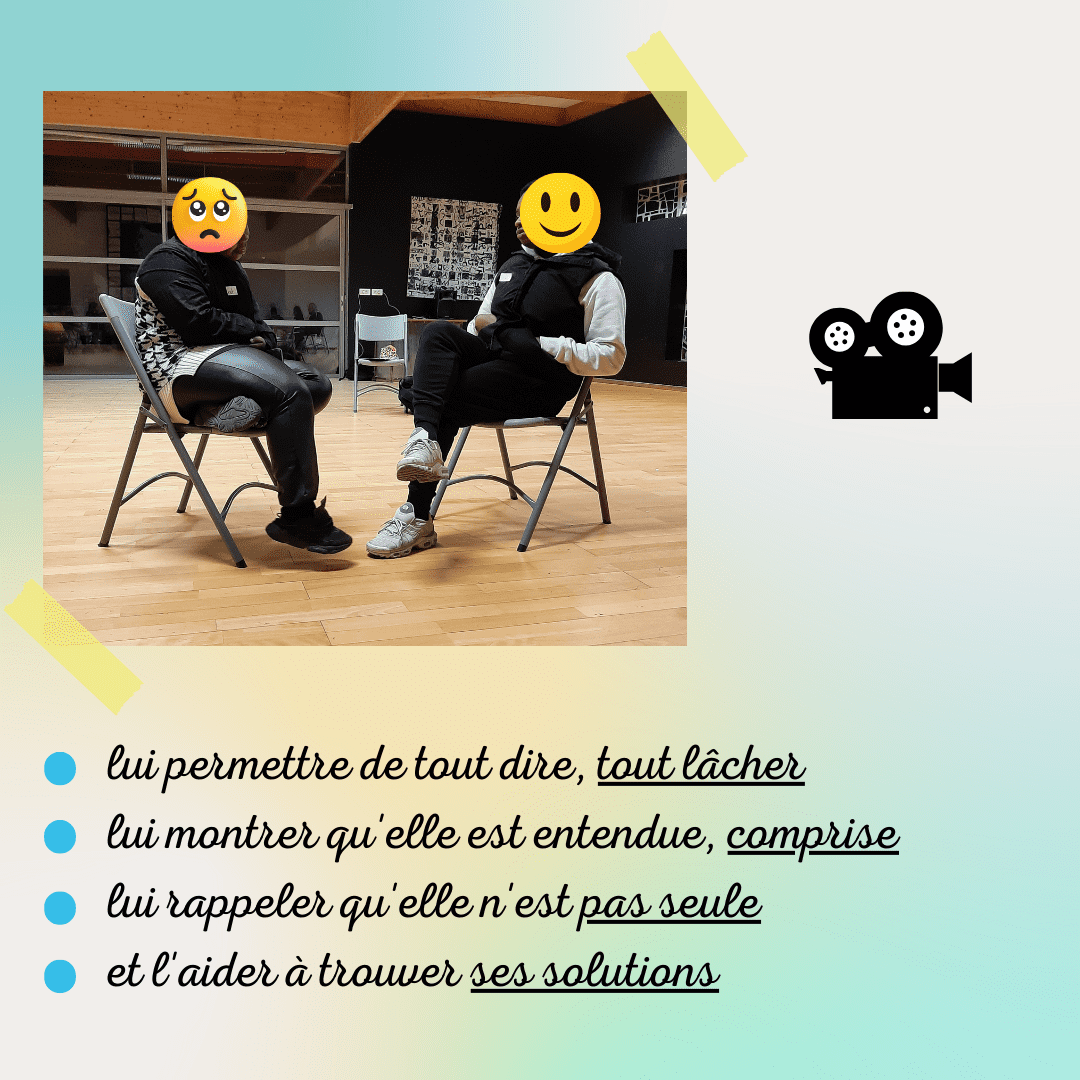 lui permettre de tout dire, tout lâcher
lui montrer qu'elle est entendue, comprise
lui rappeler qu'elle n'est pas seule
et l'aider à trouver ses solutions